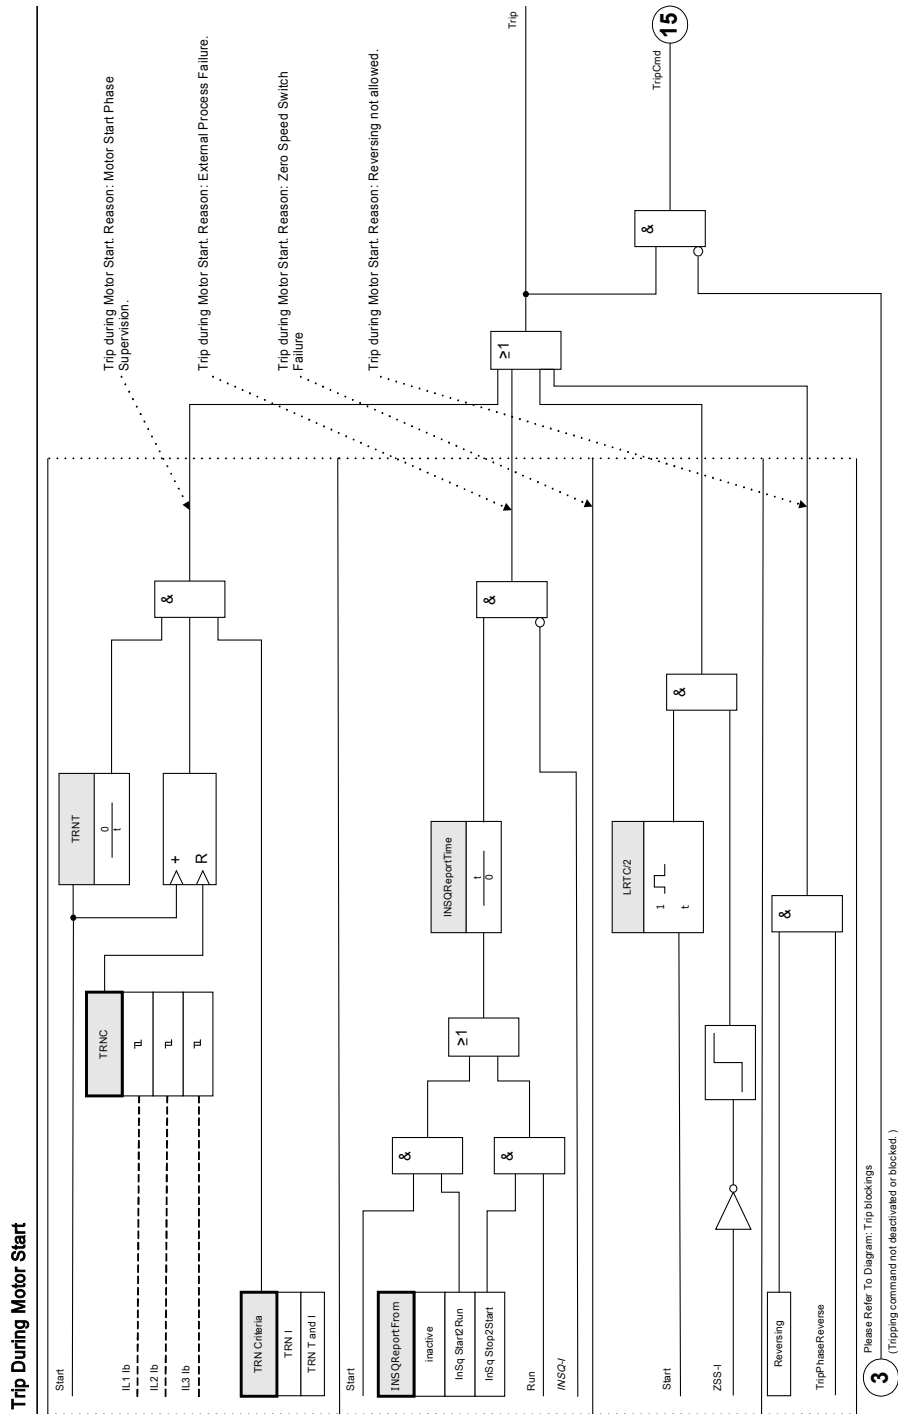 Trip During Motor Start
Start
IL1 Ib
IL2 Ib
IL3 Ib
TRNC
TRNT
0
t
+
R
TRN Criteria
TRN I
TRN T and I
&
Trip during Motor Start. Reason: Motor Start Phase
Supervision.
Start
INSQReportFrom
inactive
InSq Start2Run
InSq Stop2Start
Run
INSQ-I
&
&
≥1
INSQReportTime
t
0
&
Trip during Motor Start. Reason: External Process Failure.
Start
ZSS-I
LRTC/2
1
t
&
Trip during Motor Start. Reason: Zero Speed Switch
Failure
Reversing
TripPhaseReverse
&
Trip during Motor Start. Reason: Reversing not allowed.
≥1
Trip
&
TripCmd
15
3
Please Refer To Diagram: Trip blockings
(Tripping command not deactivated or blocked. )